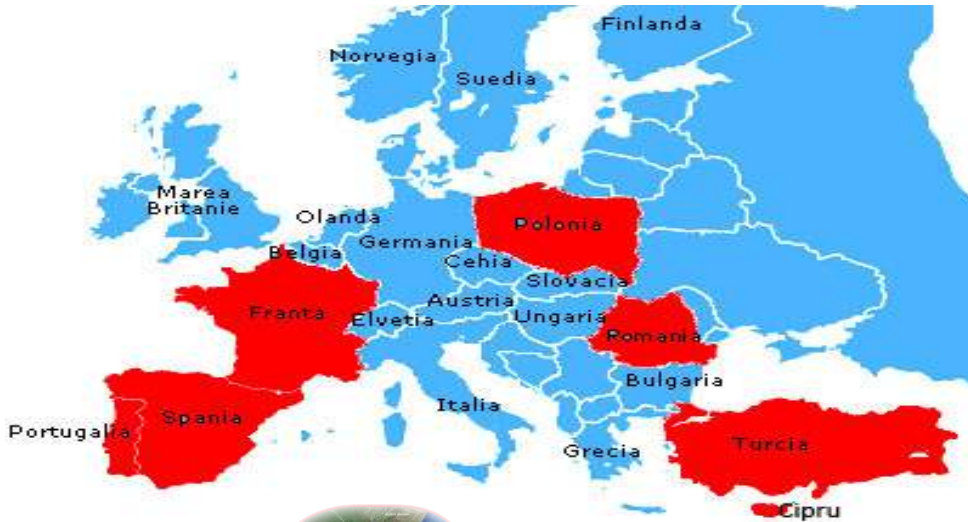 Finlanda
Norvegia
Suedia
Marea
Britanie
Olanda
Polonia
Germania
Belgia
Cehia
Slovacia
Austria
Franta
Elvetia
Ungaria
Romania
Bulgaria
Italia
Spania
Portugalia
Turcia
Grecia
Cipru